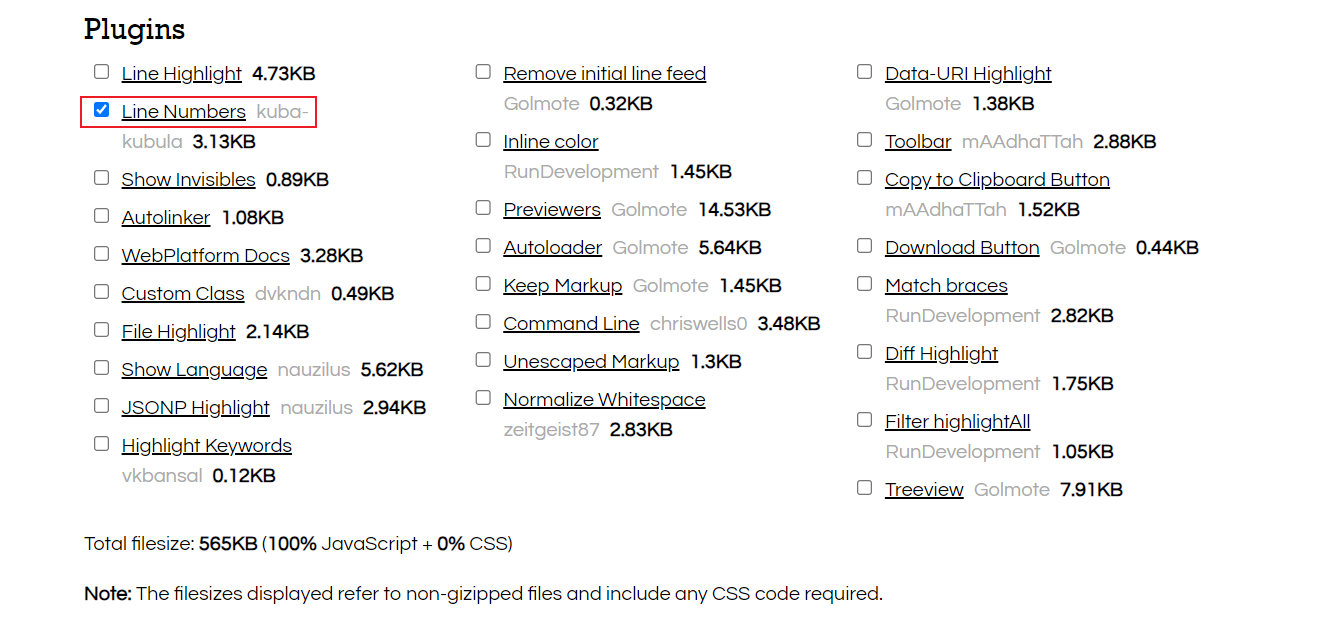 Plugins
Line Highlight 4.73KB
Line Numbers kuba-
kubula 3.13KB
Show Invisibles 0.89KB
Autolinker 1.08KB
WebPlatform Docs 3.28KB
Custom Class dvkndn 0.49KB
File Highlight 2.14KB
Show Language nauzilus 5.62KB
JSONP Highlight nauzilus 2.94KB
Highlight Keywords
vkbansal 0.12KB
Remove initial line feed
Golmote 0.32KB
Inline color
RunDevelopment 1.45KB
Previewers Golmote 14.53KB
Autoloader Golmote 5.64KB
Keep Markup Golmote 1.45KB
Command Line chriswells0 3.48KB
Unescaped Markup 1.3KB
Normalize Whitespace
zeitgeist87 2.83KB
Data-URI Highlight
Golmote 1.38KB
Toolbar mAAdhaTTah 2.88KB
Copy to Clipboard Button
mAAdhaTTah 1.52KB
Download Button Golmote 0.44KB
Match braces
RunDevelopment 2.82KB
Diff Highlight
RunDevelopment 1.75KB
Filter highlightAll
RunDevelopment 1.05KB
Treeview Golmote 7.91KB
Total filesize: 565KB (100% JavaScript + 0% CSS)
Note: The filesizes displayed refer to non-gizipped files and include any CSS code required.